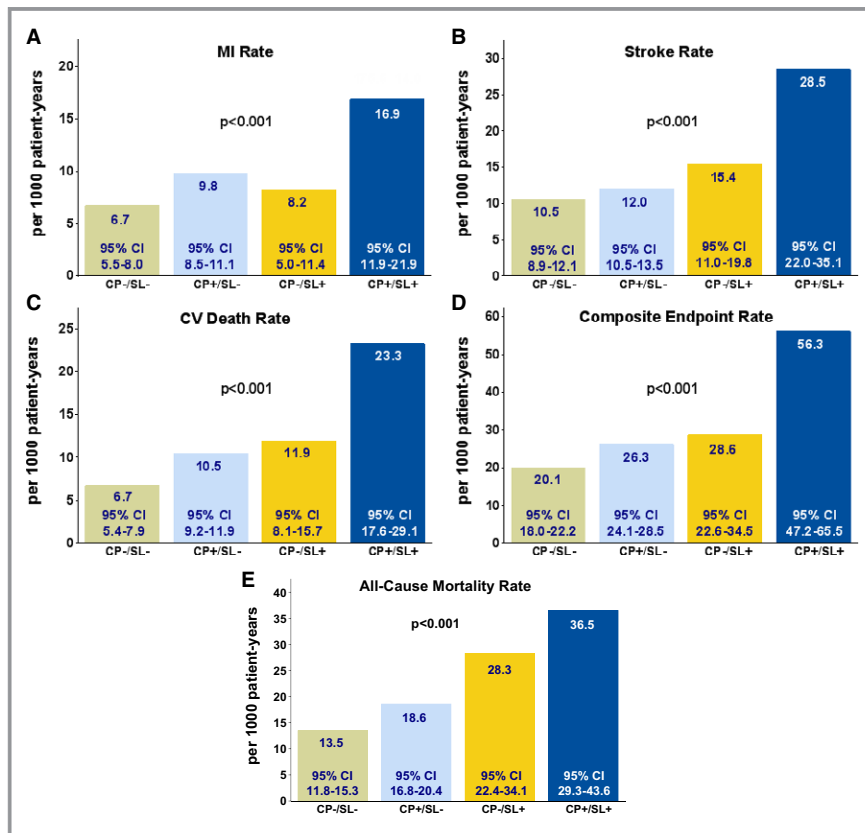 A
MI Rate
per 1000 patient-years
20
15
10
5
0
p<0.001
6.7
95% CI
5.5-8.0
9.8
95% CI
8.5-11.1
8.2
95% CI
5.0-11.4
16.9
95% CI
11.9-21.9
CP-/SL- CP+/SL- CP-/SL+ CP+/SL+
B
Stroke Rate
per 1000 patient-years
30
25
20
15
10
5
0
p<0.001
10.5
95% CI
8.9-12.1
12.0
95% CI
10.5-13.5
15.4
95% CI
11.0-19.8
28.5
95% CI
22.0-35.1
CP-/SL- CP+/SL- CP-/SL+ CP+/SL+
C
CV Death Rate
per 1000 patient-years
25
20
15
10
5
0
p<0.001
6.7
95% CI
5.4-7.9
10.5
95% CI
9.2-11.9
11.9
95% CI
8.1-15.7
23.3
95% CI
17.6-29.1
CP-/SL- CP+/SL- CP-/SL+ CP+/SL+
D
Composite Endpoint Rate
per 1000 patient-years
60
50
40
30
20
10
0
p<0.001
20.1
95% CI
18.0-22.2
26.3
95% CI
24.1-28.5
28.6
95% CI
22.6-34.5
56.3
95% CI
47.2-65.5
CP-/SL- CP+/SL- CP-/SL+ CP+/SL+
E
All-Cause Mortality Rate
per 1000 patient-years
40
35
30
25
20
15
10
5
0
p<0.001
13.5
95% CI
11.8-15.3
18.6
95% CI
16.8-20.4
28.3
95% CI
22.4-34.1
36.5
95% CI
29.3-43.6
CP-/SL- CP+/SL- CP-/SL+ CP+/SL+